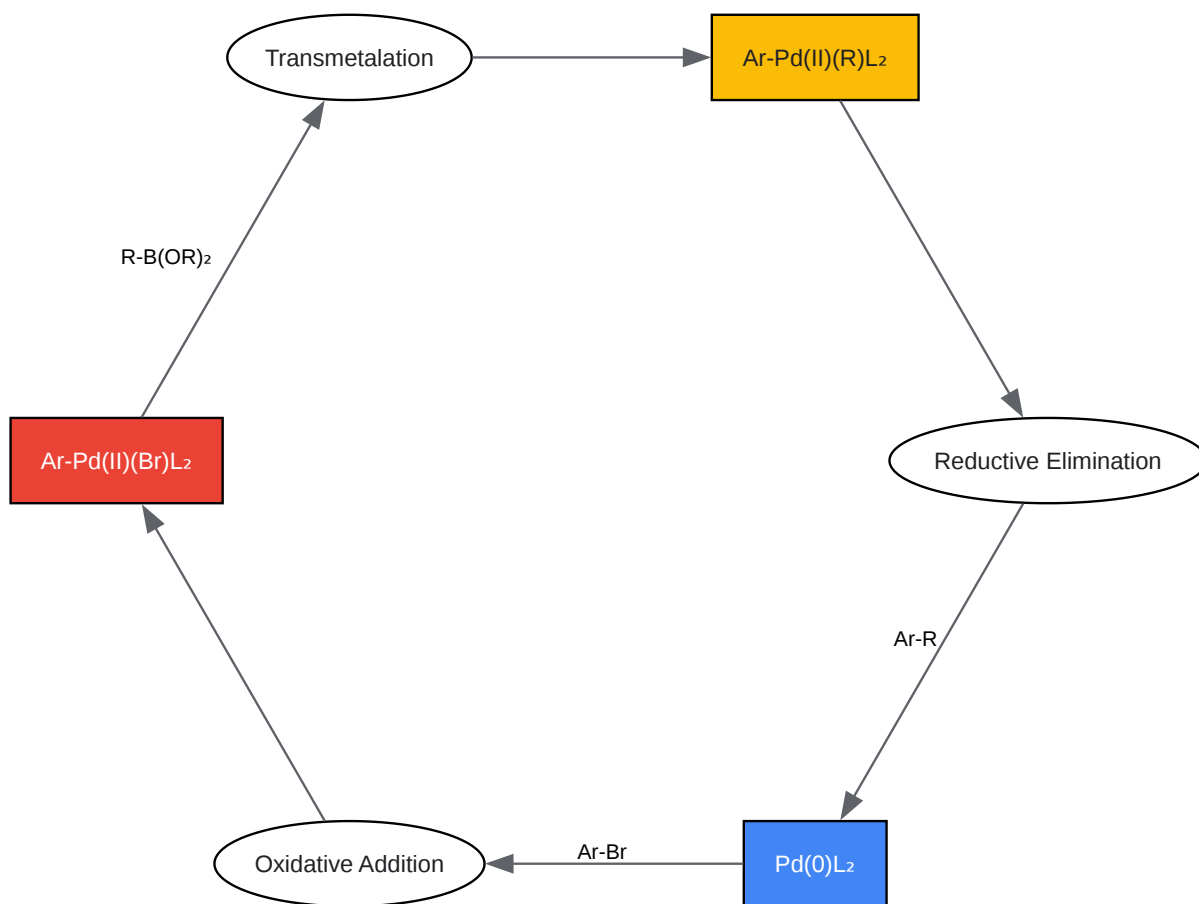 Transmetalation
Ar-Pd(II)(R)L₂
R-B(OR)₂
Ar-Pd(II)(Br)L₂
Reductive Elimination
Ar-R
Ar-Br
Oxidative Addition
Pd(0)L₂